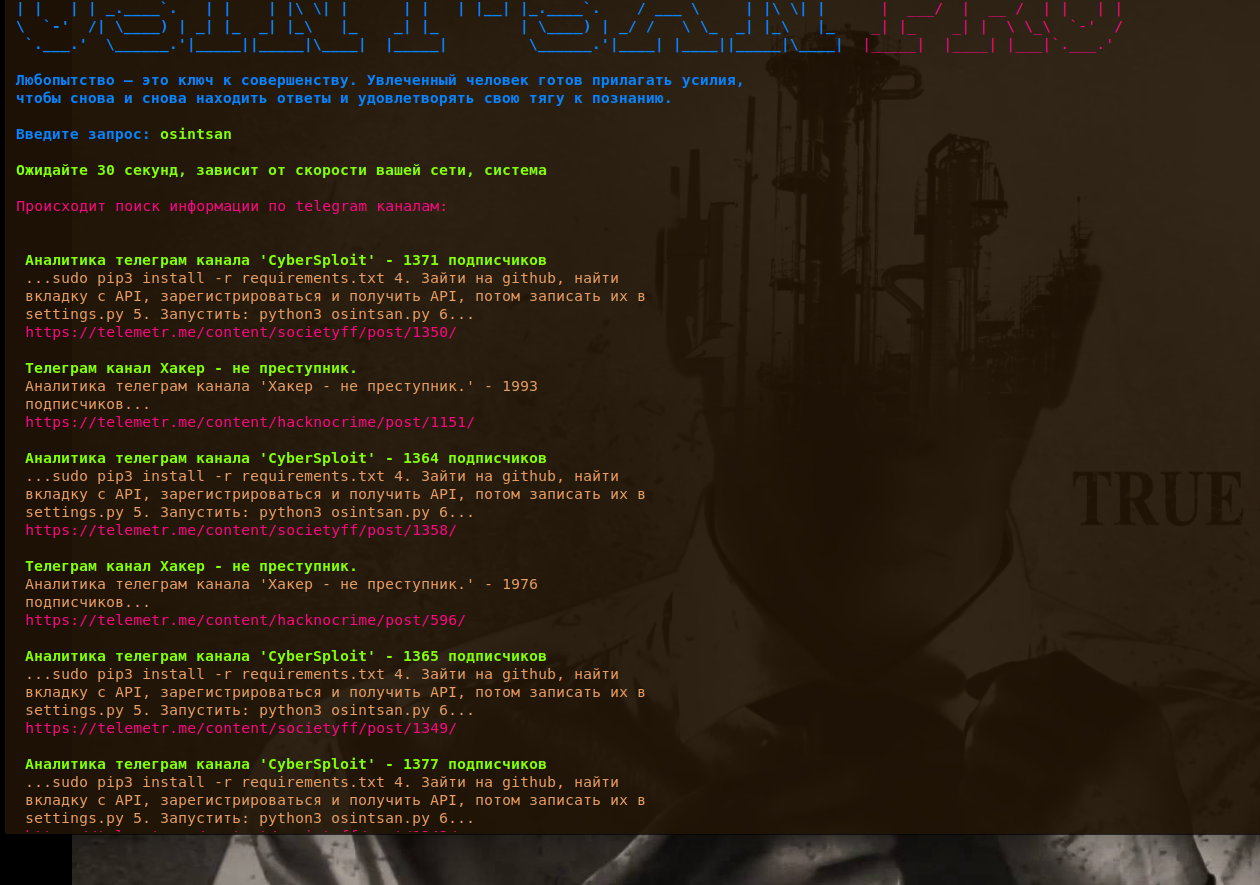 Любопытство — это ключ к совершенству. Увлеченный человек готов прилагать усилия,
чтобы снова и снова находить ответы и удовлетворять свою тягу к познанию.
Введите запрос: osintsan
Ожидайте 30 секунд, зависит от скорости вашей сети, система
Происходит поиск информации по telegram каналам:
Аналитика телеграм канала 'CyberSploit' - 1371 подписчиков
...sudo pip3 install -r requirements.txt 4. Зайти на github, найти
вкладку с API, зарегистрироваться и получить API, потом записать их в
settings.py 5. Запустить: python3 osintsan.py 6...
https://telemetr.me/content/societyff/post/1350/
Телеграм канал Хакер - не преступник.
Аналитика телеграм канала 'Хакер - не преступник.' - 1993
подписчиков...
https://telemetr.me/content/hacknocrime/post/1151/
Аналитика телеграм канала 'CyberSploit' - 1364 подписчиков
...sudo pip3 install -r requirements.txt 4. Зайти на github, найти
вкладку с API, зарегистрироваться и получить API, потом записать их в
settings.py 5. Запустить: python3 osintsan.py 6...
https://telemetr.me/content/societyff/post/1358/
Телеграм канал Хакер - не преступник.
Аналитика телеграм канала 'Хакер - не преступник.' - 1976
подписчиков...
https://telemetr.me/content/hacknocrime/post/596/
Аналитика телеграм канала 'CyberSploit' - 1365 подписчиков
...sudo pip3 install -r requirements.txt 4. Зайти на github, найти
вкладку с API, зарегистрироваться и получить API, потом записать их в
settings.py 5. Запустить: python3 osintsan.py 6...
https://telemetr.me/content/societyff/post/1349/
Аналитика телеграм канала 'CyberSploit' - 1377 подписчиков
...sudo pip3 install -r requirements.txt 4. Зайти на github, найти
вкладку с API, зарегистрироваться и получить API, потом записать их в
settings.py 5. Запустить: python3 osintsan.py 6...
TRUE